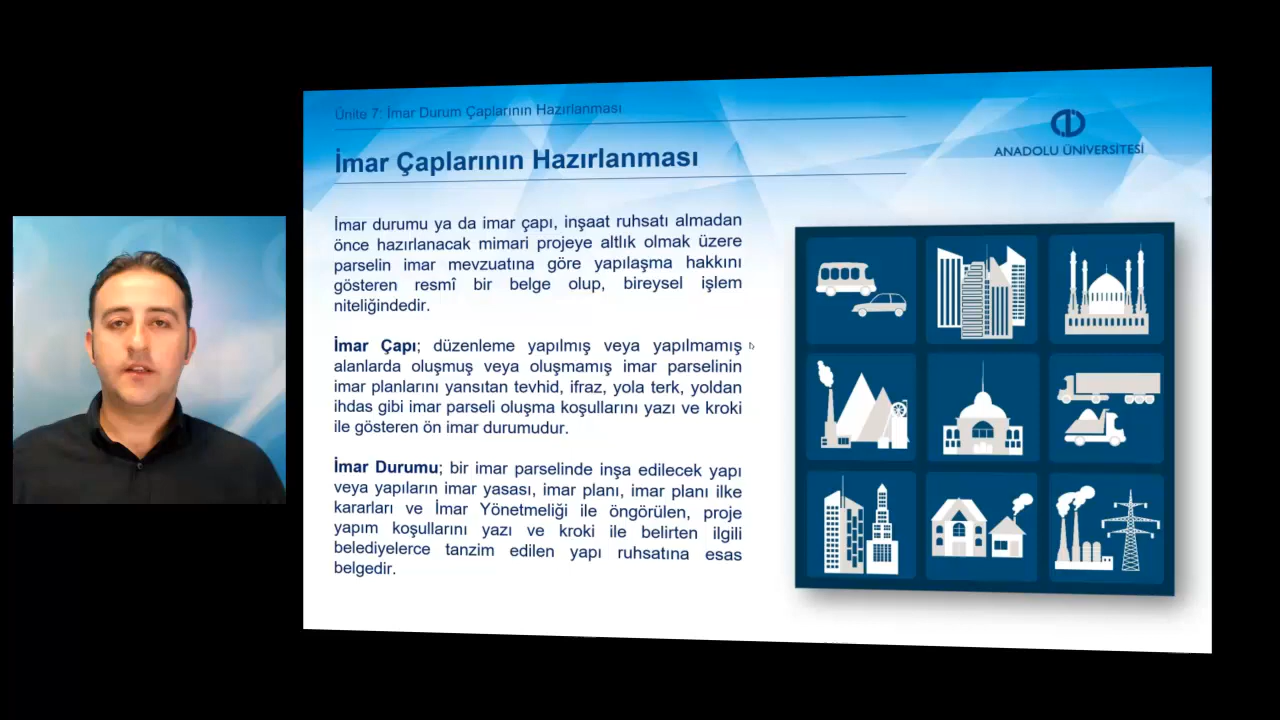 Ünite 7: İmar Durum Çaplarının Hazırlanması
ANADOLU ÜNİVERSİTESİ
İmar Çaplarının Hazırlanması
İmar durumu ya da imar çapı, inşaat ruhsatı almadan
önce hazırlanacak mimari projeye altlık olmak üzere
parselin imar mevzuatına göre yapılaşma hakkını
gösteren resmî bir belge olup, bireysel işlem
niteliğindedir.
İmar Çapı; düzenleme yapılmış veya yapılmamış
alanlarda oluşmuş veya oluşmamış imar parselinin
imar planlarını yansıtan tevhid, ifraz, yola terk, yoldan
ihdas gibi imar parseli oluşma koşullarını yazı ve kroki
ile gösteren ön imar durumudur.
İmar Durumu; bir imar parselinde inşa edilecek yapı
veya yapıların imar yasası, imar planı, imar planı ilke
kararları ve İmar Yönetmeliği ile öngörülen, proje
yapım koşullarını yazı ve kroki ile belirten ilgili
belediyelerce tanzim edilen yapı ruhsatına esas
belgedir.